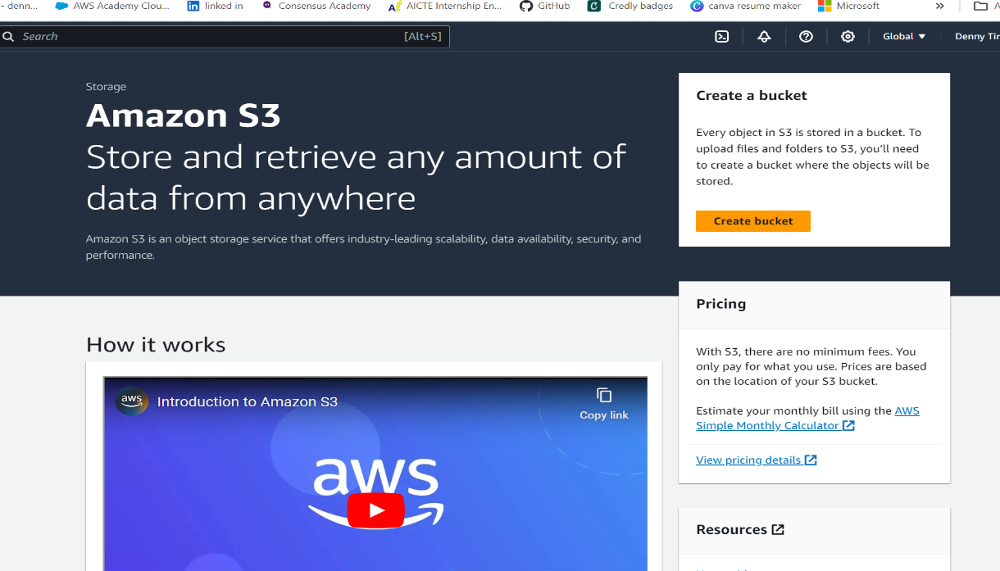 - denn...
AWS Academy Clou...
linked in
Consensus Academy
AICTE Internship En...
GitHub
Credly badges
canva resume maker
Microsoft
Search
[Alt+S]
Global
Denny Tir
Storage
Amazon S3
Store and retrieve any amount of
data from anywhere
Amazon S3 is an object storage service that offers industry-leading scalability, data availability, security, and
performance.
Create a bucket
Every object in S3 is stored in a bucket. To
upload files and folders to S3, you’ll need
to create a bucket where the objects will be
stored.
Create bucket
Pricing
With S3, there are no minimum fees. You
only pay for what you use. Prices are based
on the location of your S3 bucket.
Estimate your monthly bill using the AWS
Simple Monthly Calculator
View pricing details
How it works
aws
Introduction to Amazon S3
Copy link
aws
Resources